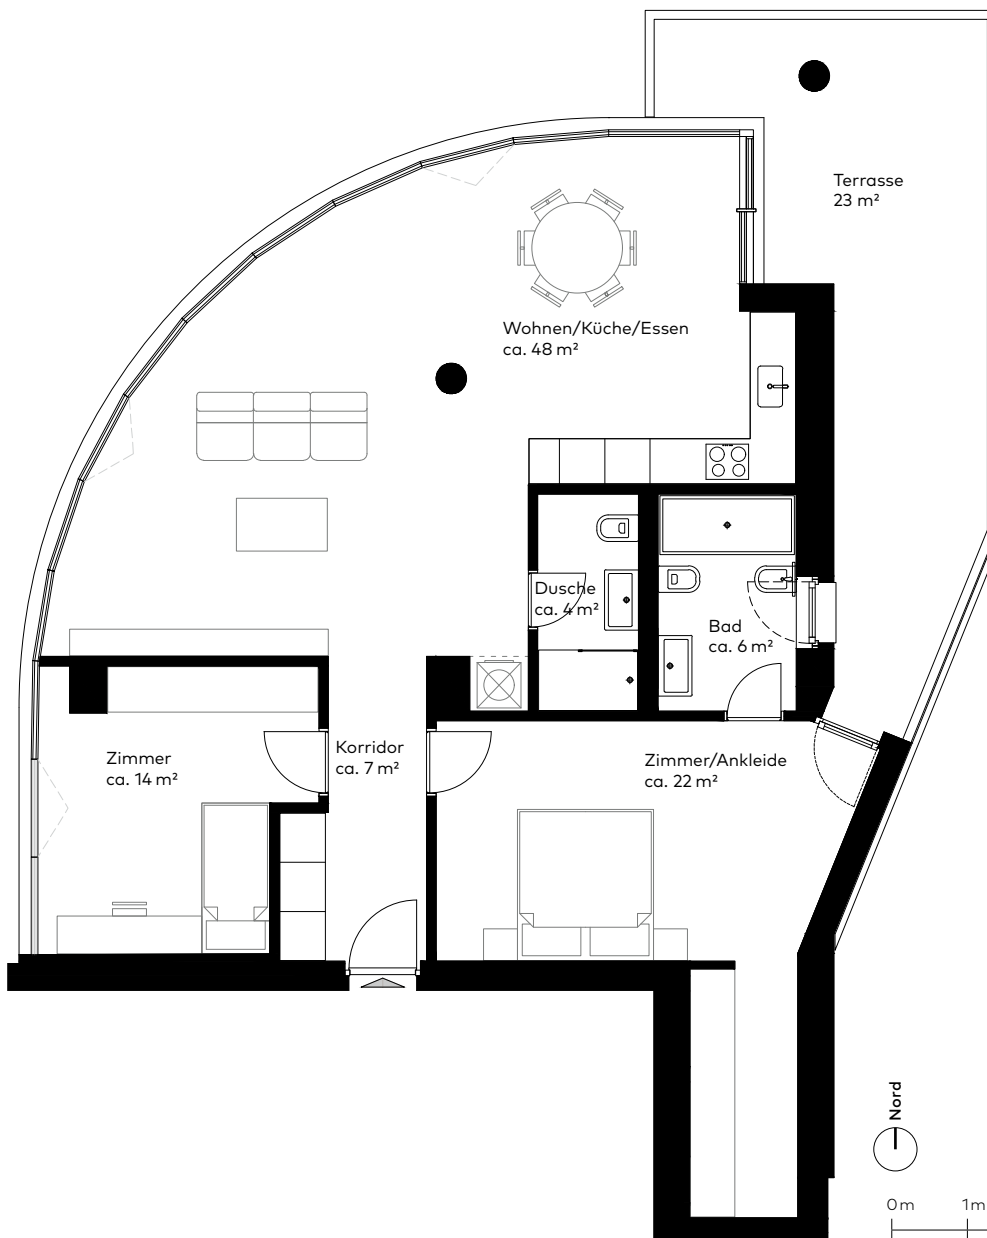 Terrasse
23 m²
Wohnen/Küche/Essen
ca. 48 m²
Dusche
ca. 4 m²
Bad
ca. 6 m²
Zimmer
ca. 14 m²
Korridor
ca. 7 m²
Zimmer/Ankleide
ca. 22 m²
Nord
0 m 1 m